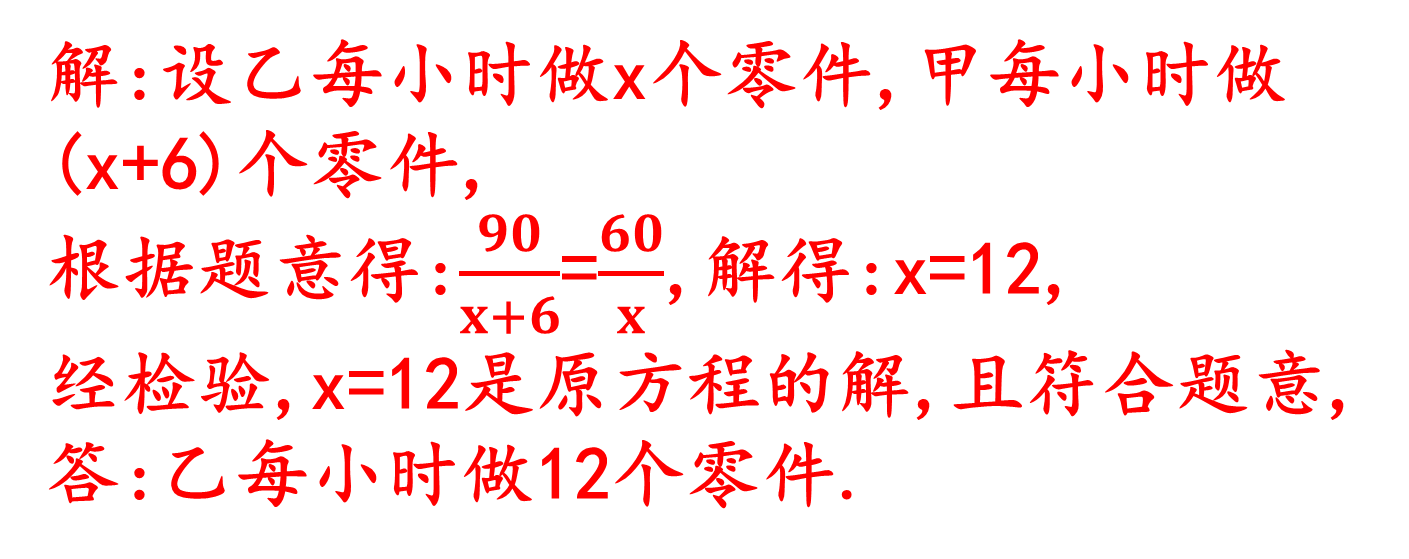 解:设乙每小时做x个零件,甲每小时做
(x+6)个零件,
根据题意得:90/(x+6)=60/x,解得:x=12,
经检验,x=12是原方程的解,且符合题意,
答:乙每小时做12个零件.